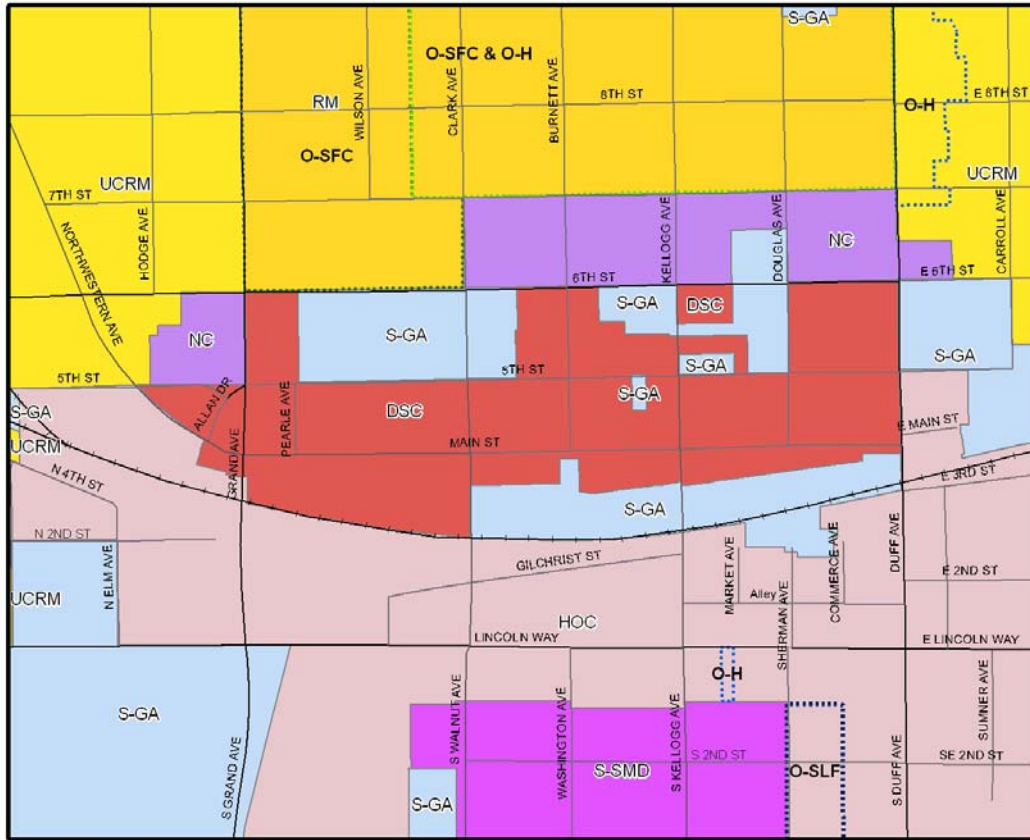 S-GA
O-SFC & O-H
WILSON AVE
CLARK AVE
BURNETT AVE
RM
8TH ST
O-H
E 8TH ST
O-SFC
UCRM
UCRM
7TH ST
NORTHWESTERN AVE
HODGE AVE
KELLOGG AVE
DOUGLAS AVE
NC
CARROLL AVE
6TH ST
E 6TH ST
S-GA
DSC
NC
S-GA
S-GA
S-GA
5TH ST
5TH ST
ALLAN DR
PEARLE AVE
DSC
S-GA
S-GA
MAIN ST
E MAIN ST
UCRM
GRAND AVE
N 4TH ST
E 3RD ST
S-GA
N 2ND ST
GILCHRIST ST
N ELM AVE
MARKET AVE
SHERMAN AVE
COMMERCE AVE
DUFF AVE
E 2ND ST
Alley
UCRM
HOC
LINCOLN WAY
E LINCOLN WAY
O-H
S-GA
S GRAND AVE
S WALNUT AVE
WASHINGTON AVE
S KELLOGG AVE
S 2ND ST
S-SMD
O-SLF
S DUFF AVE
SUMNER AVE
SE 2ND ST
S-GA